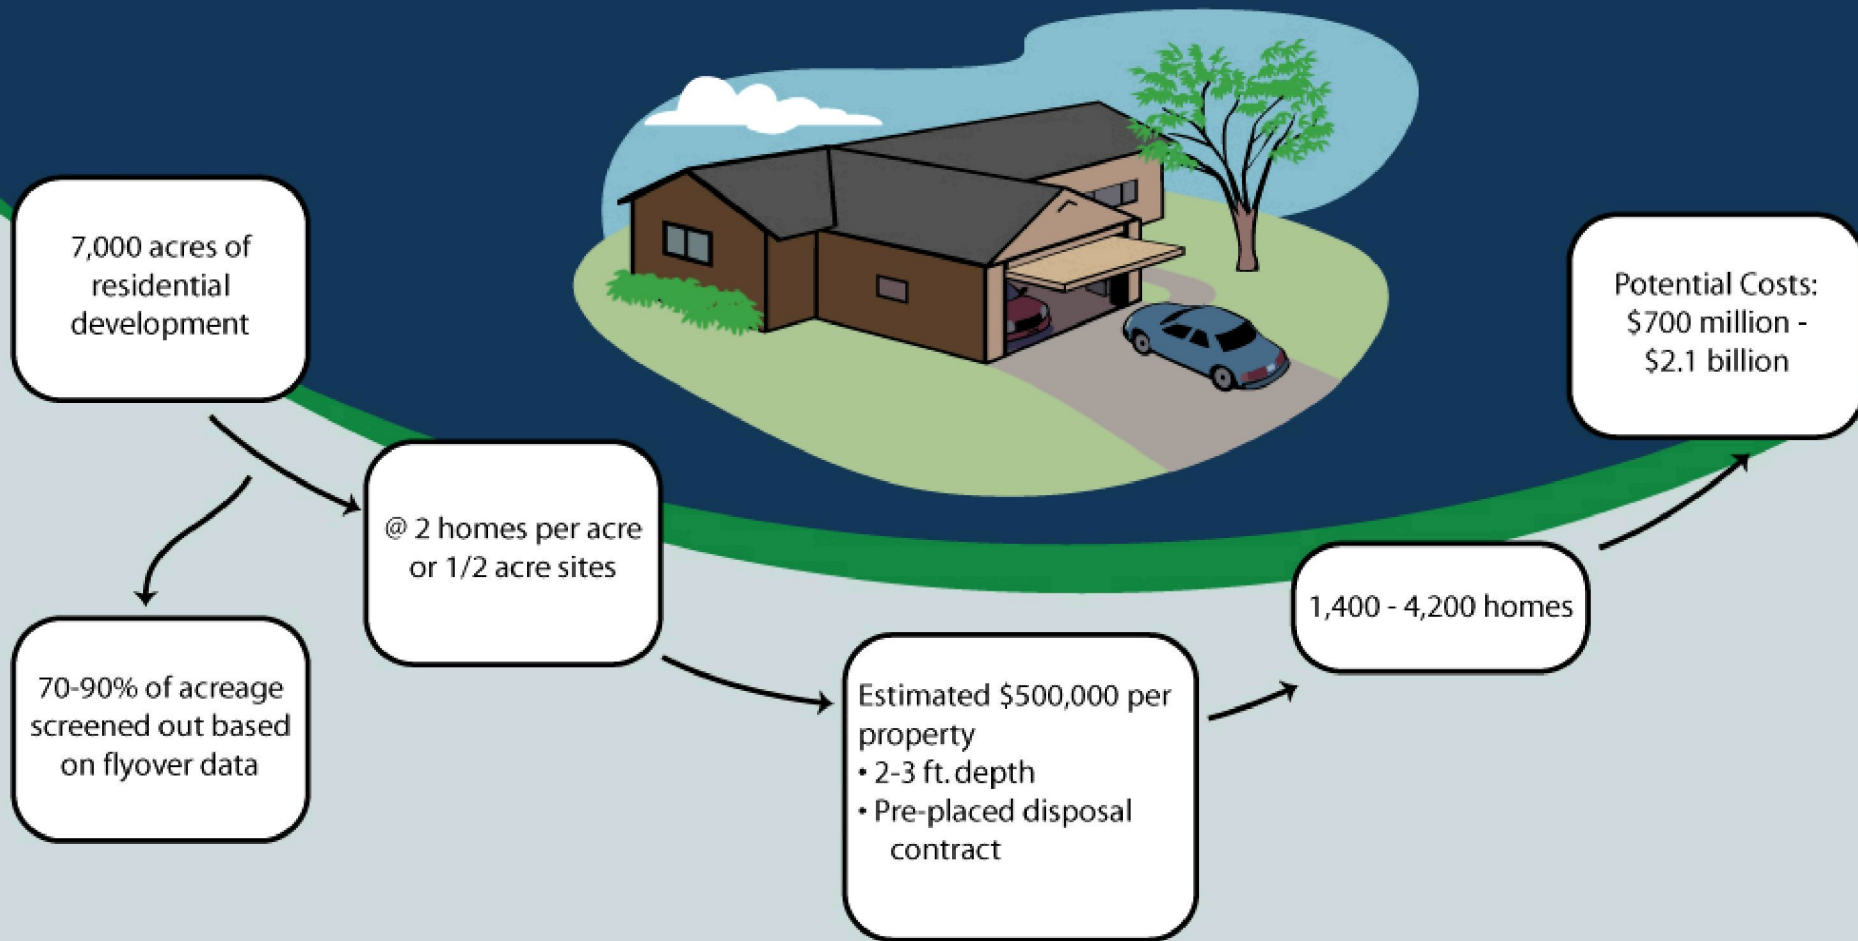 7,000 acres of
residential
development
70-90% of acreage
screened out based
on flyover data
@ 2 homes per acre
or 1/2 acre sites
Estimated $500,000 per
property
• 2-3 ft. depth
• Pre-placed disposal
contract
1,400 - 4,200 homes
Potential Costs:
$700 million -
$2.1 billion